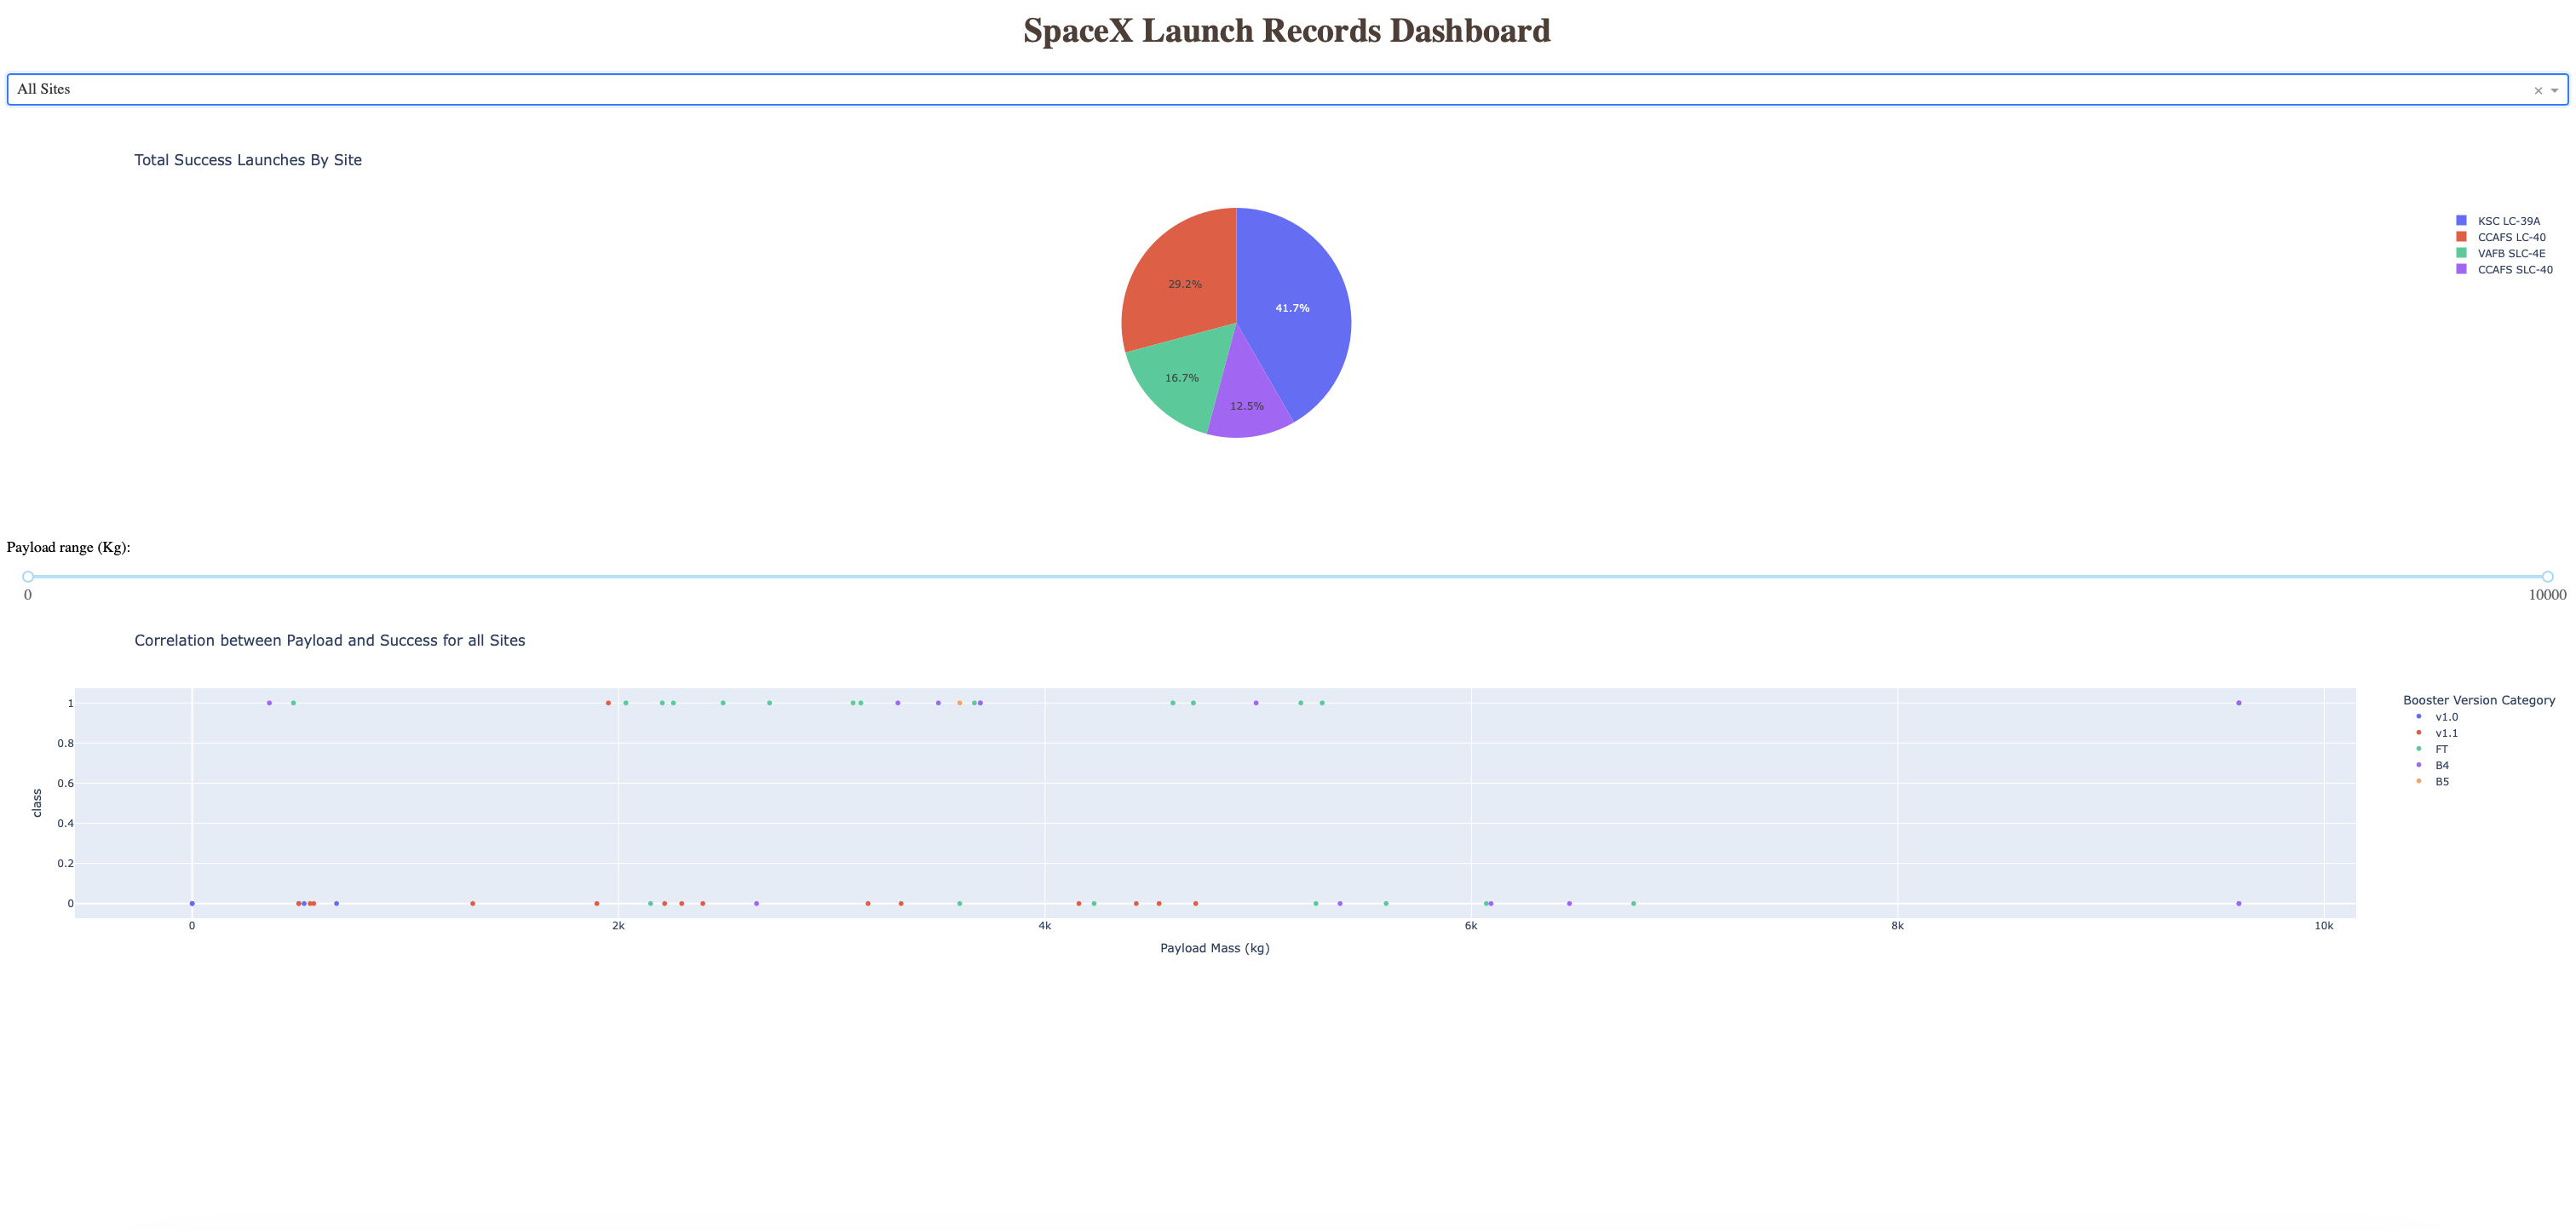 SpaceX Launch Records Dashboard
All Sites
Total Success Launches By Site
KSC LC-39A
CCAFS LC-40
VAFB SLC-4E
CCAFS SLC-40
29.2%
41.7%
16.7%
12.5%
Payload range (Kg):
0
10000
Correlation between Payload and Success for all Sites
Booster Version Category
v1.0
v1.1
FT
B4
B5
1
0.8
0.6
0.4
0.2
0
class
0 2k 4k 6k 8k 10k
Payload Mass (kg)